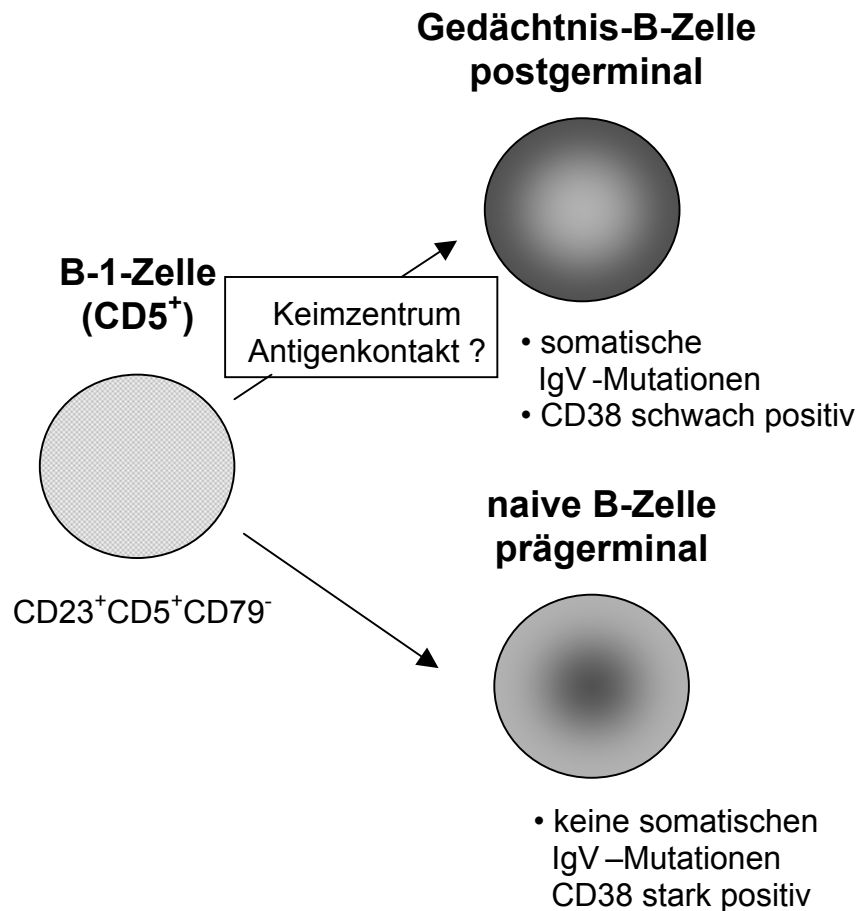 Gedächtnis-B-Zelle
postgerminal
B-1-Zelle
(CD5⁺)
Keimzentrum
Antigenkontakt ?
• somatische
IgV -Mutationen
• CD38 schwach positiv
naive B-Zelle
prägerminal
CD23⁺CD5⁺CD79⁻
• keine somatischen
IgV –Mutationen
CD38 stark positiv